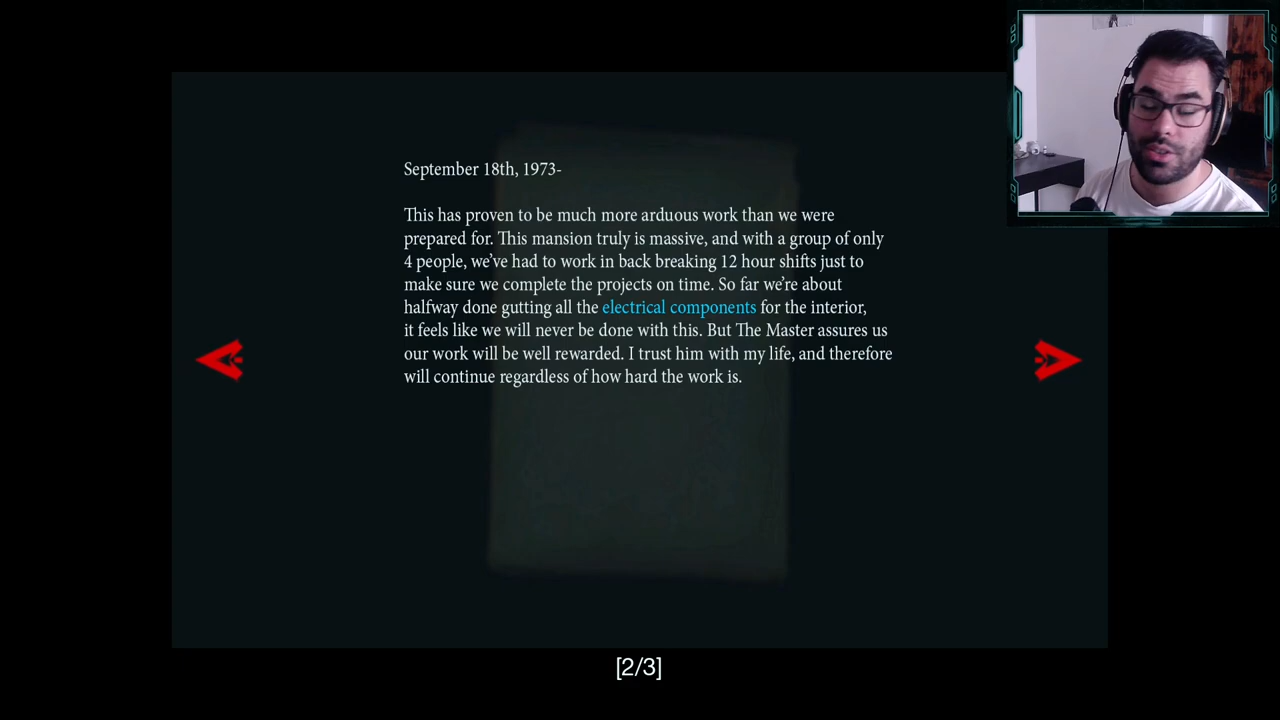 September 18th, 1973-
This has proven to be much more arduous work than we were
prepared for. This mansion truly is massive, and with a group of only
4 people, we've had to work in back breaking 12 hour shifts just to
make sure we complete the projects on time. So far we're about
halfway done gutting all the electrical components for the interior,
it feels like we will never be done with this. But The Master assures us
our work will be well rewarded. I trust him with my life, and therefore
will continue regardless of how hard the work is.
[2/3]